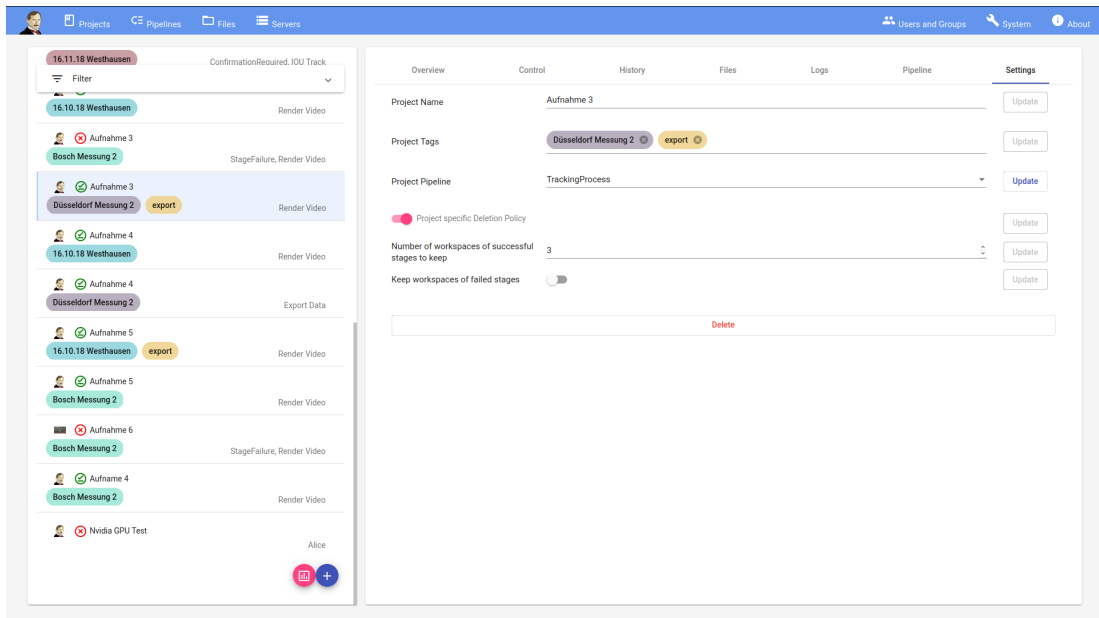 Projects Pipelines Files Servers Users and Groups System About
16.11.18 Westhausen
ConfirmationRequired, IOU Track
Filter
16.10.18 Westhausen
Render Video
Aufnahme 3
Bosch Messung 2
StageFailure, Render Video
Aufnahme 3
Düsseldorf Messung 2 export
Render Video
Aufnahme 4
16.10.18 Westhausen
Render Video
Aufnahme 4
Düsseldorf Messung 2
Export Data
Aufnahme 5
16.10.18 Westhausen export
Render Video
Aufnahme 5
Bosch Messung 2
Render Video
Aufnahme 6
Bosch Messung 2
StageFailure, Render Video
Aufname 4
Bosch Messung 2
Render Video
Nvidia GPU Test
Alice
Overview Control History Files Logs Pipeline Settings
Project Name Aufnahme 3 Update
Project Tags Düsseldorf Messung 2 export Update
Project Pipeline TrackingProcess Update
Project specific Deletion Policy Update
Number of workspaces of successful
stages to keep
3 Update
Keep workspaces of failed stages Update
Delete